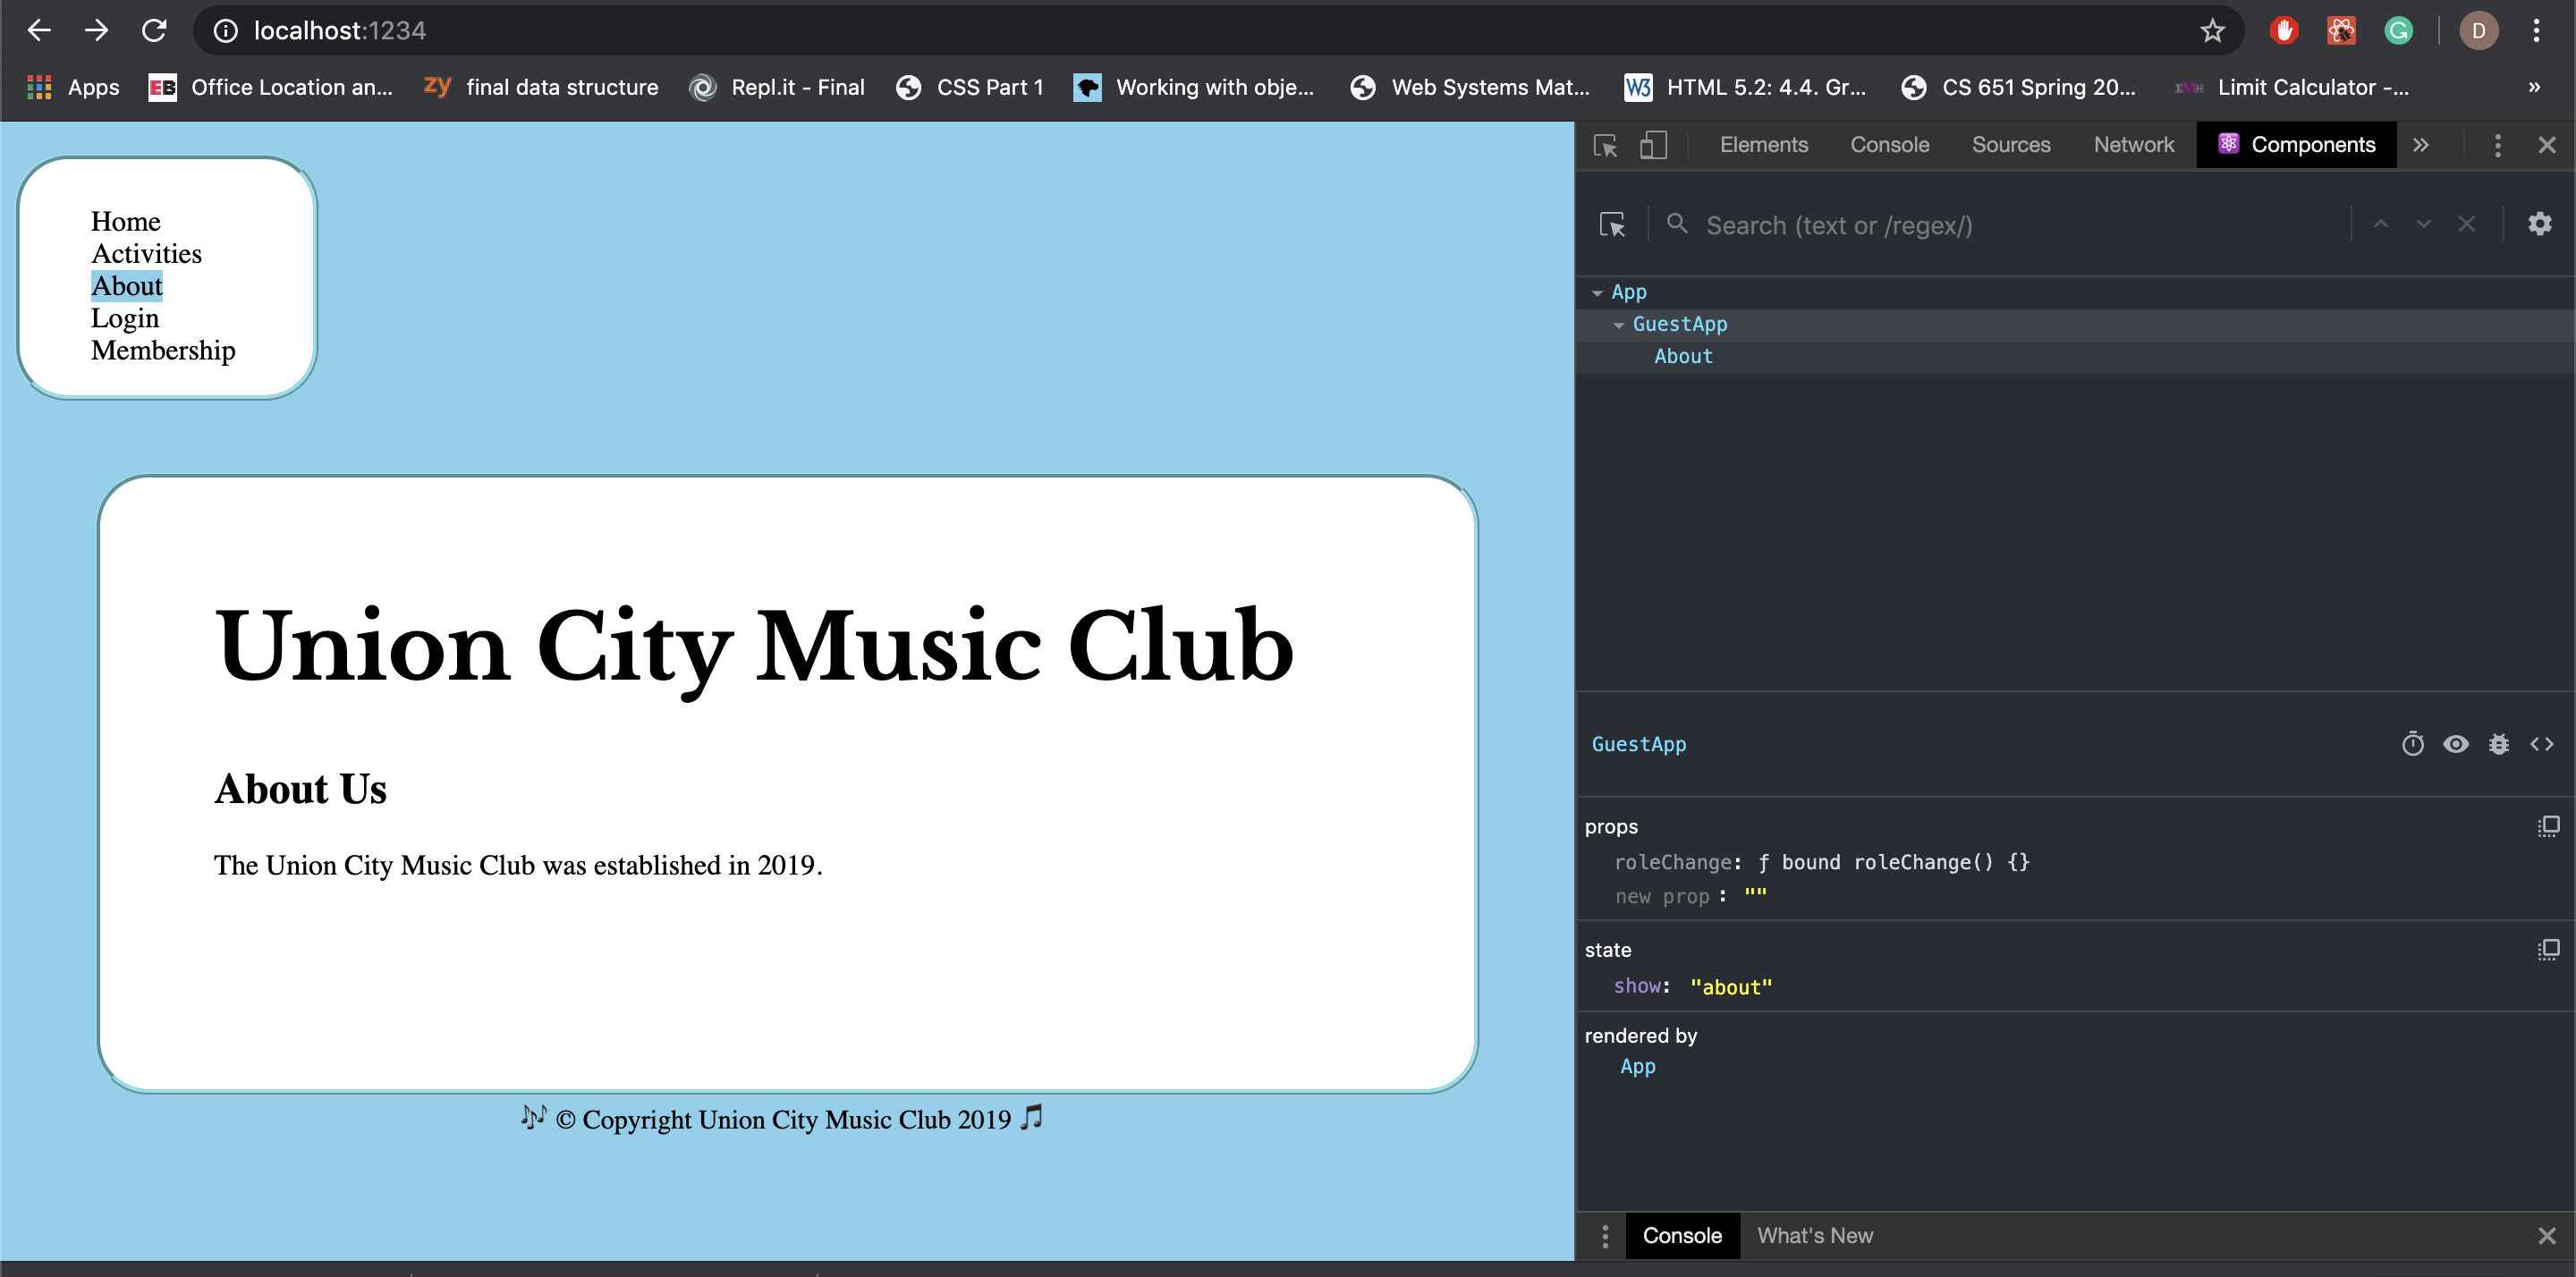 localhost:1234
D
Apps
EB Office Location an...
zy final data structure
Repl.it - Final
CSS Part 1
Working with obje...
Web Systems Mat...
W3 HTML 5.2: 4.4. Gr...
CS 651 Spring 20...
Limit Calculator -...
»
Home
Activities
About
Login
Membership
Union City Music Club
About Us
The Union City Music Club was established in 2019.
🎶 © Copyright Union City Music Club 2019 🎵
Elements Console Sources Network Components »
Search (text or /regex/)
App
GuestApp
About
GuestApp
props
roleChange: ƒ bound roleChange() {}
new prop : ""
state
show: "about"
rendered by
App
Console What's New